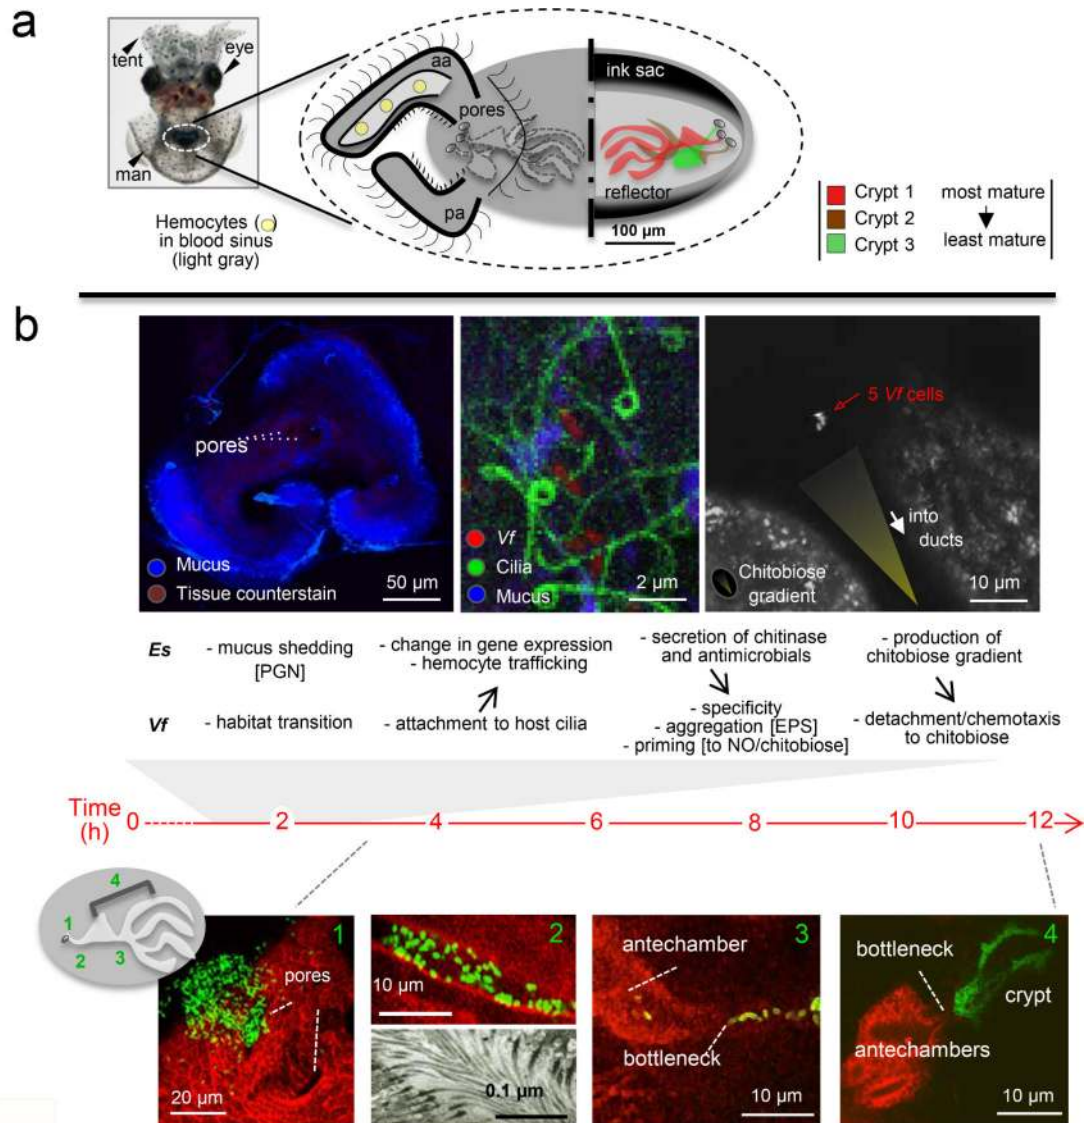 a
tent
eye
man
Hemocytes ( )
in blood sinus
(light gray)
aa
pores
pa
ink sac
reflector
100 µm
Crypt 1
Crypt 2
Crypt 3
most mature
least mature
b
pores
Mucus
Tissue counterstain
50 µm
Vf
Cilia
Mucus
2 µm
5 Vf cells
into
ducts
Chitobiose
gradient
10 µm
Es
- mucus shedding
[PGN]
- change in gene expression
- hemocyte trafficking
- secretion of chitinase
and antimicrobials
- production of
chitobiose gradient
Vf
- habitat transition
- attachment to host cilia
- specificity
- aggregation [EPS]
- priming [to NO/chitobiose]
- detachment/chemotaxis
to chitobiose
Time
(h)
0 2 4 6 8 10 12
4
1
2
3
1
pores
20 µm
2
10 µm
0.1 µm
3
antechamber
bottleneck
10 µm
4
bottleneck
crypt
antechambers
10 µm